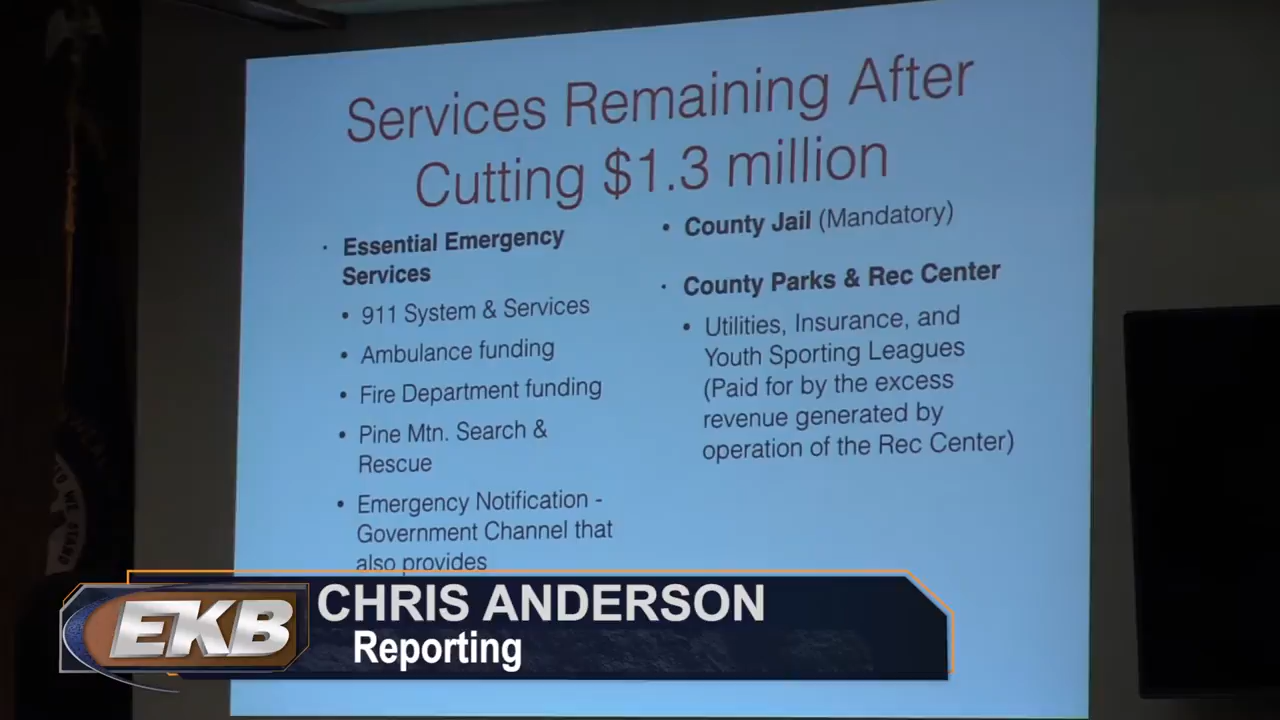 Services Remaining After
Cutting $1.3 million
• Essential Emergency
Services
• 911 System & Services
• Ambulance funding
• Fire Department funding
• Pine Mtn. Search &
Rescue
• Emergency Notification -
Government Channel that
also provides
• County Jail (Mandatory)
• County Parks & Rec Center
• Utilities, Insurance, and
Youth Sporting Leagues
(Paid for by the excess
revenue generated by
operation of the Rec Center)
EKB
CHRIS ANDERSON
Reporting